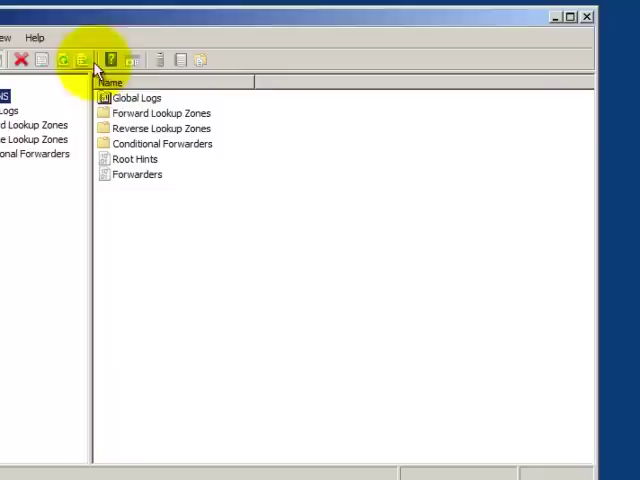 ew Help
Name
NS
Logs
d Lookup Zones
e Lookup Zones
onal Forwarders
Global Logs
Forward Lookup Zones
Reverse Lookup Zones
Conditional Forwarders
Root Hints
Forwarders